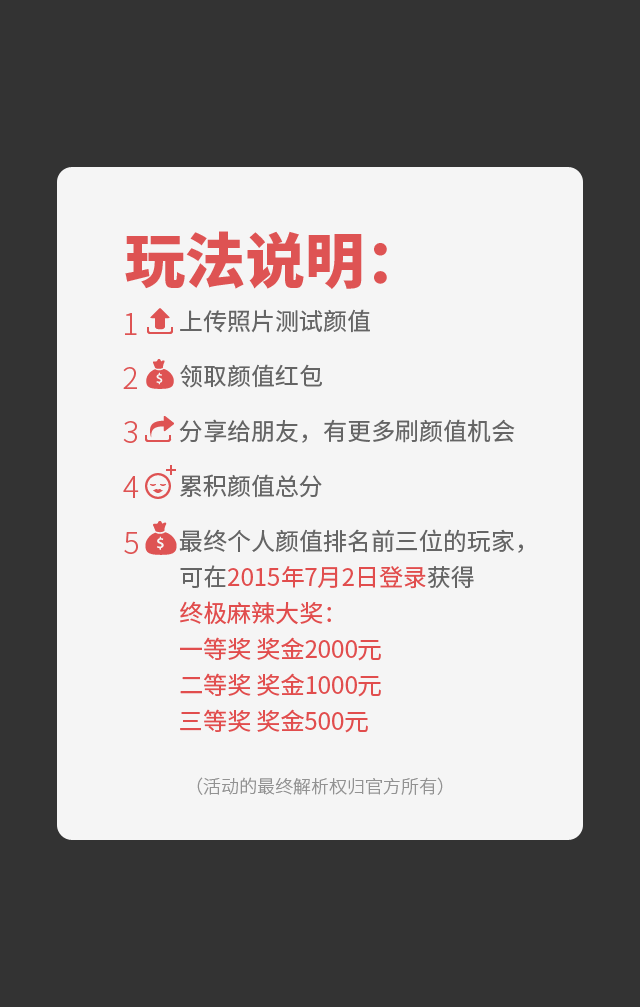 玩法说明：
1 上传照片测试颜值
2 领取颜值红包
3 分享给朋友，有更多刷颜值机会
4 累积颜值总分
5 最终个人颜值排名前三位的玩家，
可在2015年7月2日登录获得
终极麻辣大奖：
一等奖 奖金2000元
二等奖 奖金1000元
三等奖 奖金500元
（活动的最终解析权归官方所有）